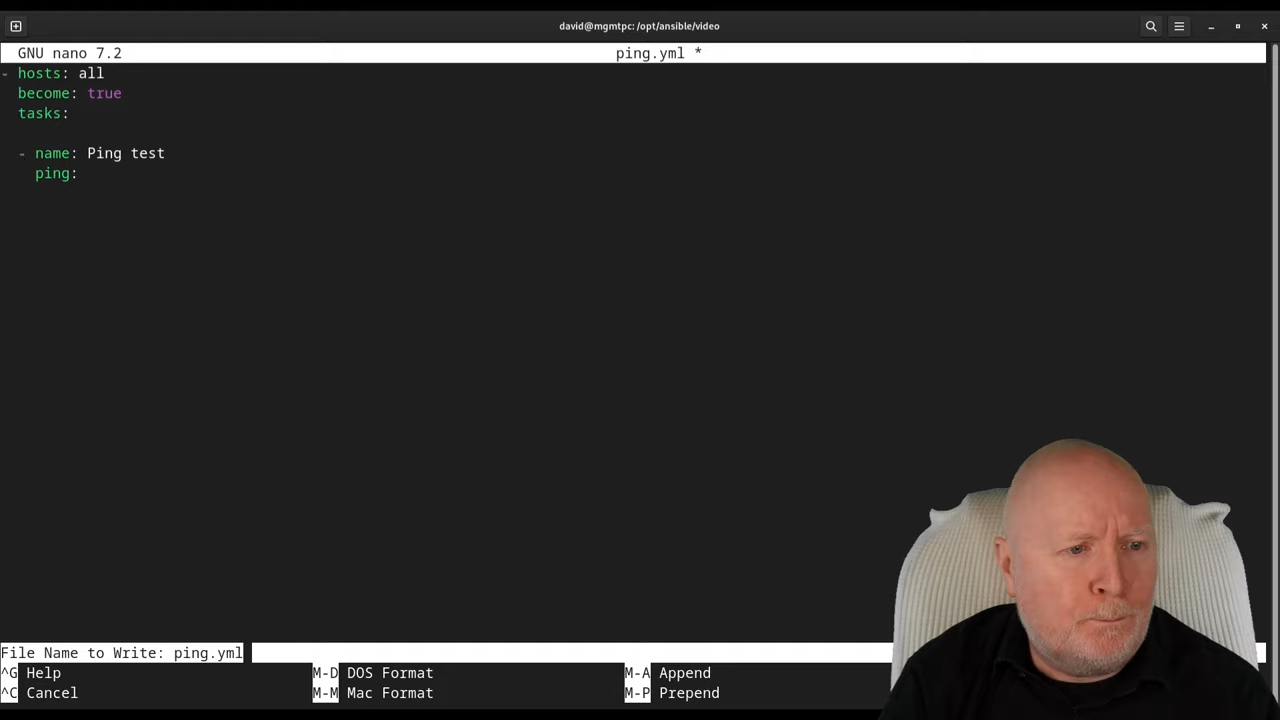 david@mgmtpc: /opt/ansible/video
GNU nano 7.2 ping.yml *
- hosts: all
become: true
tasks:
- name: Ping test
ping:
File Name to Write: ping.yml
^G Help M-D DOS Format M-A Append
^C Cancel M-M Mac Format M-P Prepend